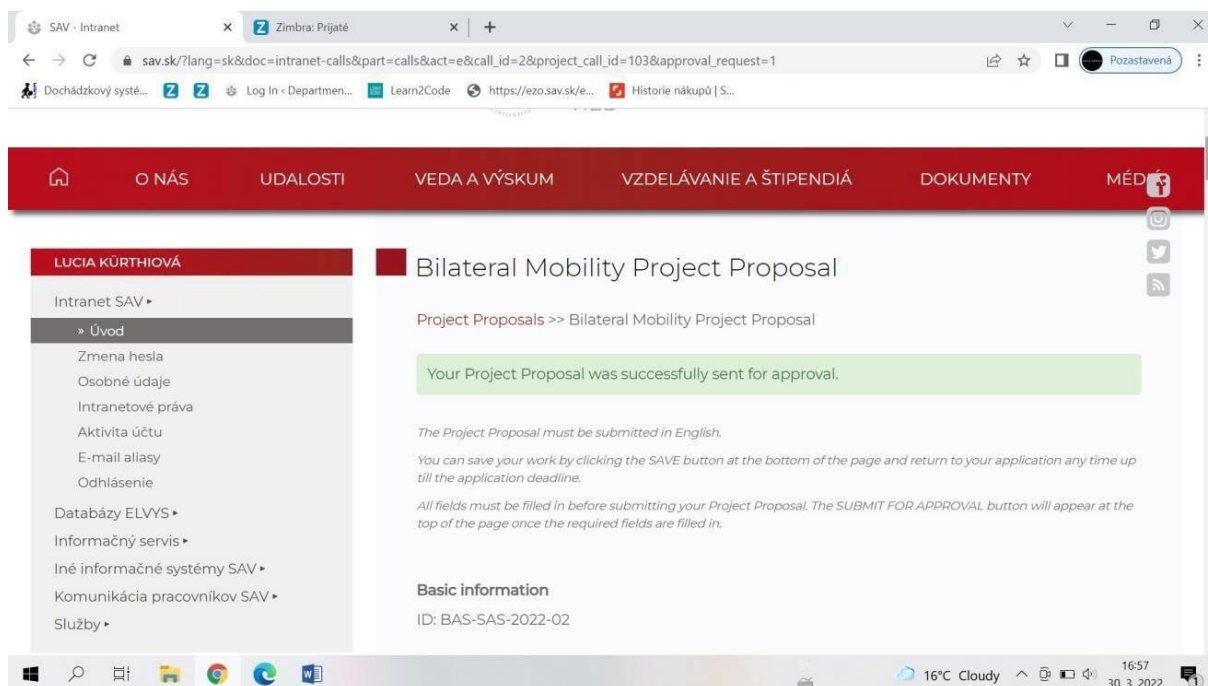 SAV - Intranet
Zimbra: Prijaté
sav.sk/?lang=sk&doc=intranet-calls&part=calls&act=e&call_id=2&project_call_id=103&approval_request=1
Pozastavená
Dochádzkový systé...
Log In ‹ Departmen...
Learn2Code
https://ezo.sav.sk/e...
Historie nákupů | S...
O NÁS
UDALOSTI
VEDA A VÝSKUM
VZDELÁVANIE A ŠTIPENDIÁ
DOKUMENTY
LUCIA KÜRTHIOVÁ
Intranet SAV ▸
» Úvod
Zmena hesla
Osobné údaje
Intranetové práva
Aktivita účtu
E-mail aliasy
Odhlásenie
Databázy ELVYS ▸
Informačný servis ▸
Iné informačné systémy SAV ▸
Komunikácia pracovníkov SAV ▸
Služby ▸
Bilateral Mobility Project Proposal
Project Proposals >> Bilateral Mobility Project Proposal
Your Project Proposal was successfully sent for approval.
The Project Proposal must be submitted in English.
You can save your work by clicking the SAVE button at the bottom of the page and return to your application any time up
till the application deadline.
All fields must be filled in before submitting your Project Proposal. The SUBMIT FOR APPROVAL button will appear at the
top of the page once the required fields are filled in.
Basic information
ID: BAS-SAS-2022-02
16°C Cloudy
16:57
30. 3. 2022